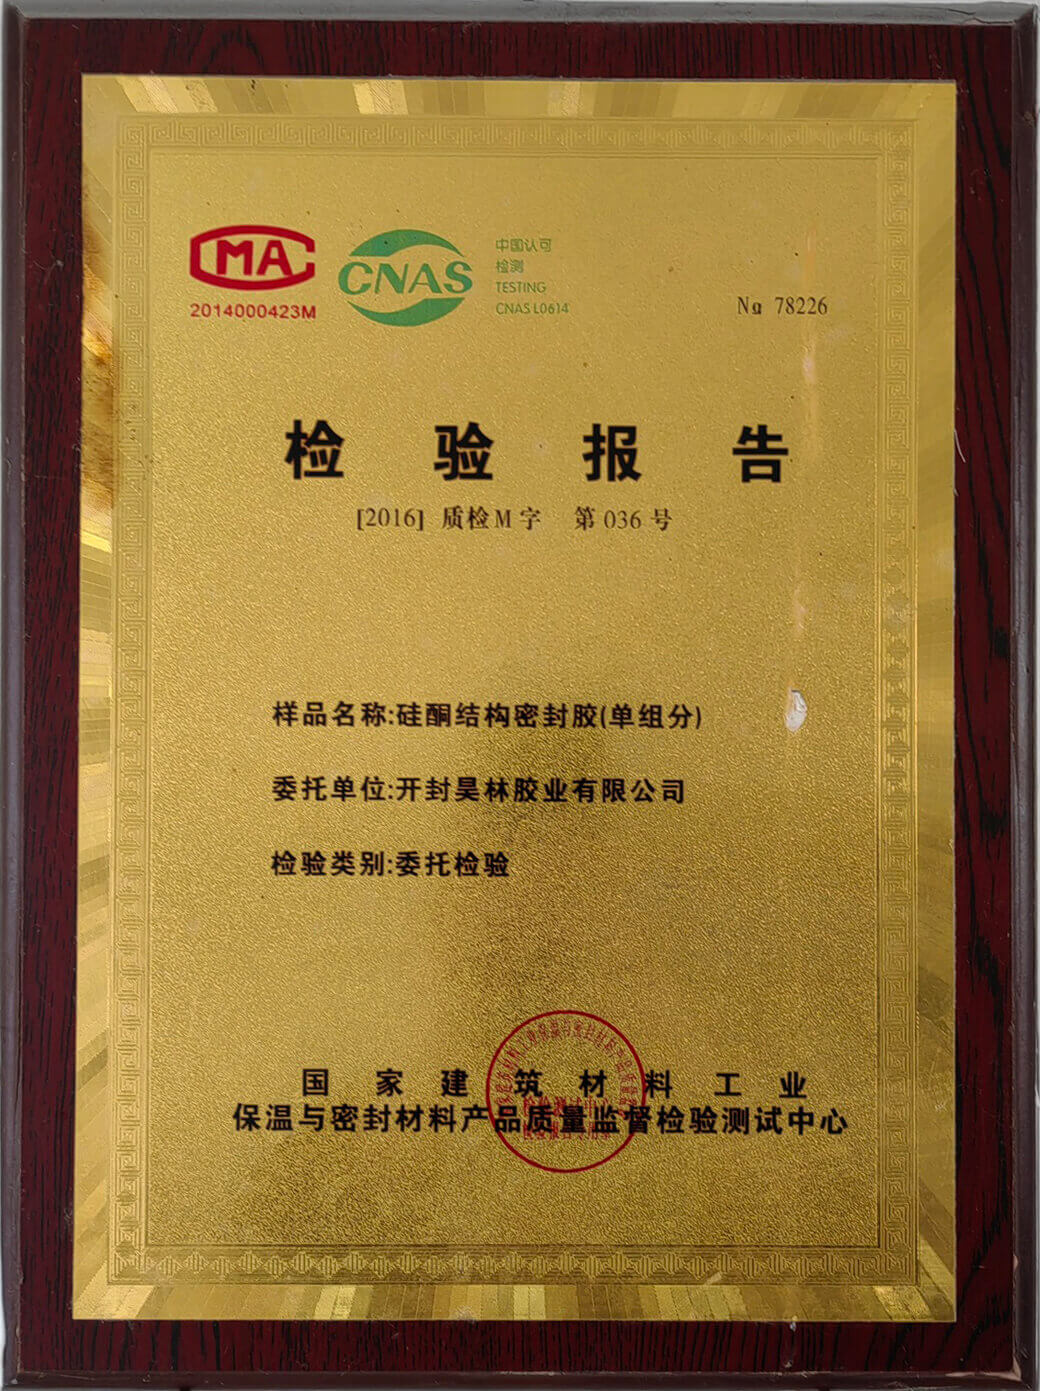 CMA
2014000423M
CNAS
中国认可
检测
TESTING
CNAS L0614
№ 78226
检验报告
[2016] 质检M字 第036号
样品名称:硅酮结构密封胶(单组分)
委托单位:开封昊林胶业有限公司
检验类别:委托检验
国家建筑材料工业
保温与密封材料产品质量监督检验测试中心